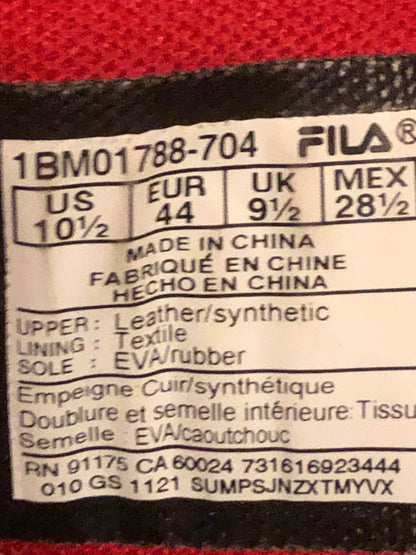 1BM01788-704 FILA®
US EUR UK MEX
10½ 44 9½ 28½
MADE IN CHINA
FABRIQUÉ EN CHINE
HECHO EN CHINA
UPPER : Leather/synthetic
LINING : Textile
SOLE : EVA/rubber
Empeigne: Cuir/synthétique
Doublure et semelle intérieure: Tissu
Semelle : EVA/caoutchouc
RN 91175 CA 60024 731616923444
010 GS 1121 SUMPSJNZXTMYVX